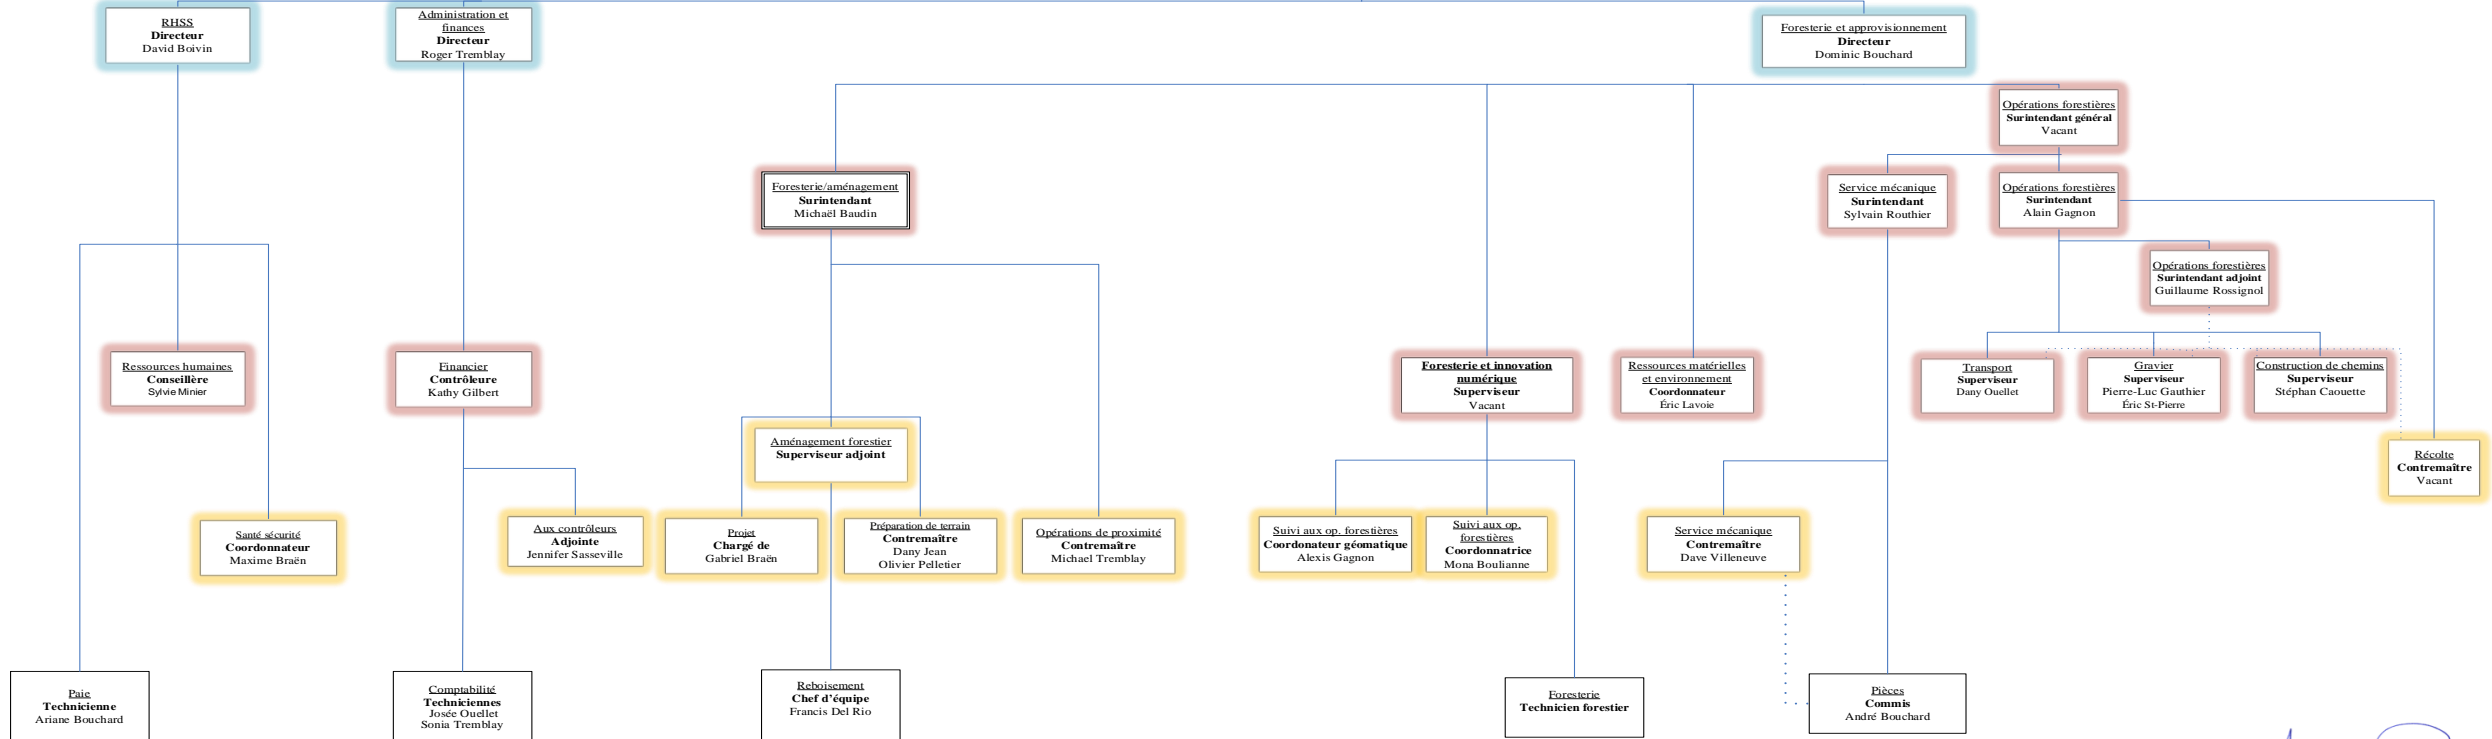 RHSS
Directeur
David Boivin
Administration et
finances
Directeur
Roger Tremblay
Foresterie et approvisionnement
Directeur
Dominic Bouchard
Opérations forestières
Surintendant général
Vacant
Foresterie/aménagement
Surintendant
Michaël Baudin
Service mécanique
Surintendant
Sylvain Routhier
Opérations forestières
Surintendant
Alain Gagnon
Opérations forestières
Surintendant adjoint
Guillaume Rossignol
Ressources humaines
Conseillère
Sylvie Minier
Financier
Contrôleure
Kathy Gilbert
Foresterie et innovation
numérique
Superviseur
Vacant
Ressources matérielles
et environnement
Coordonnateur
Éric Lavoie
Transport
Superviseur
Dany Ouellet
Gravier
Superviseur
Pierre-Luc Gauthier
Éric St-Pierre
Construction de chemins
Superviseur
Stéphan Caouette
Aménagement forestier
Superviseur adjoint
Récolte
Contremaître
Vacant
Santé sécurité
Coordonnateur
Maxime Braën
Aux contrôleurs
Adjointe
Jennifer Sasseville
Projet
Chargé de
Gabriel Braën
Préparation de terrain
Contremaître
Dany Jean
Olivier Pelletier
Opérations de proximité
Contremaître
Michael Tremblay
Suivi aux op. forestières
Coordonateur géomatique
Alexis Gagnon
Suivi aux op.
forestières
Coordonnatrice
Mona Boulianne
Service mécanique
Contremaître
Dave Villeneuve
Paie
Technicienne
Ariane Bouchard
Comptabilité
Techniciennes
Josée Ouellet
Sonia Tremblay
Reboisement
Chef d'équipe
Francis Del Rio
Foresterie
Technicien forestier
Pièces
Commis
André Bouchard